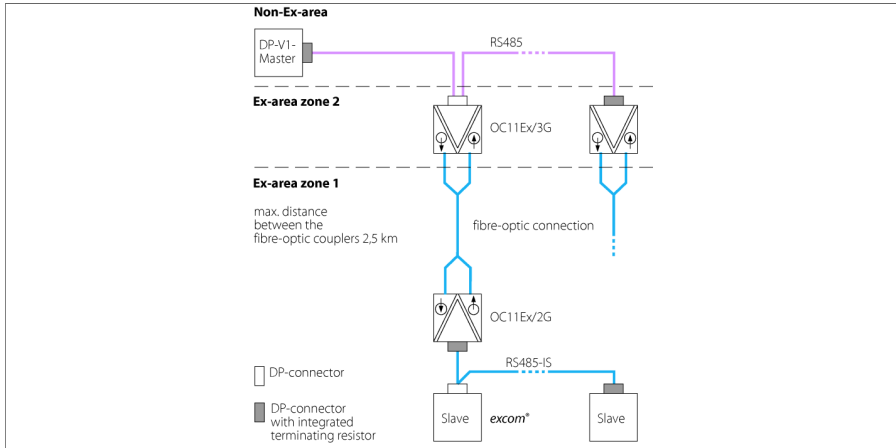 Non-Ex-area
DP-V1-
Master
RS485
Ex-area zone 2
OC11Ex/3G
Ex-area zone 1
max. distance
between the
fibre-optic couplers 2,5 km
fibre-optic connection
OC11Ex/2G
RS485-IS
DP-connector
DP-connector
with integrated
terminating resistor
Slave
excom®
Slave